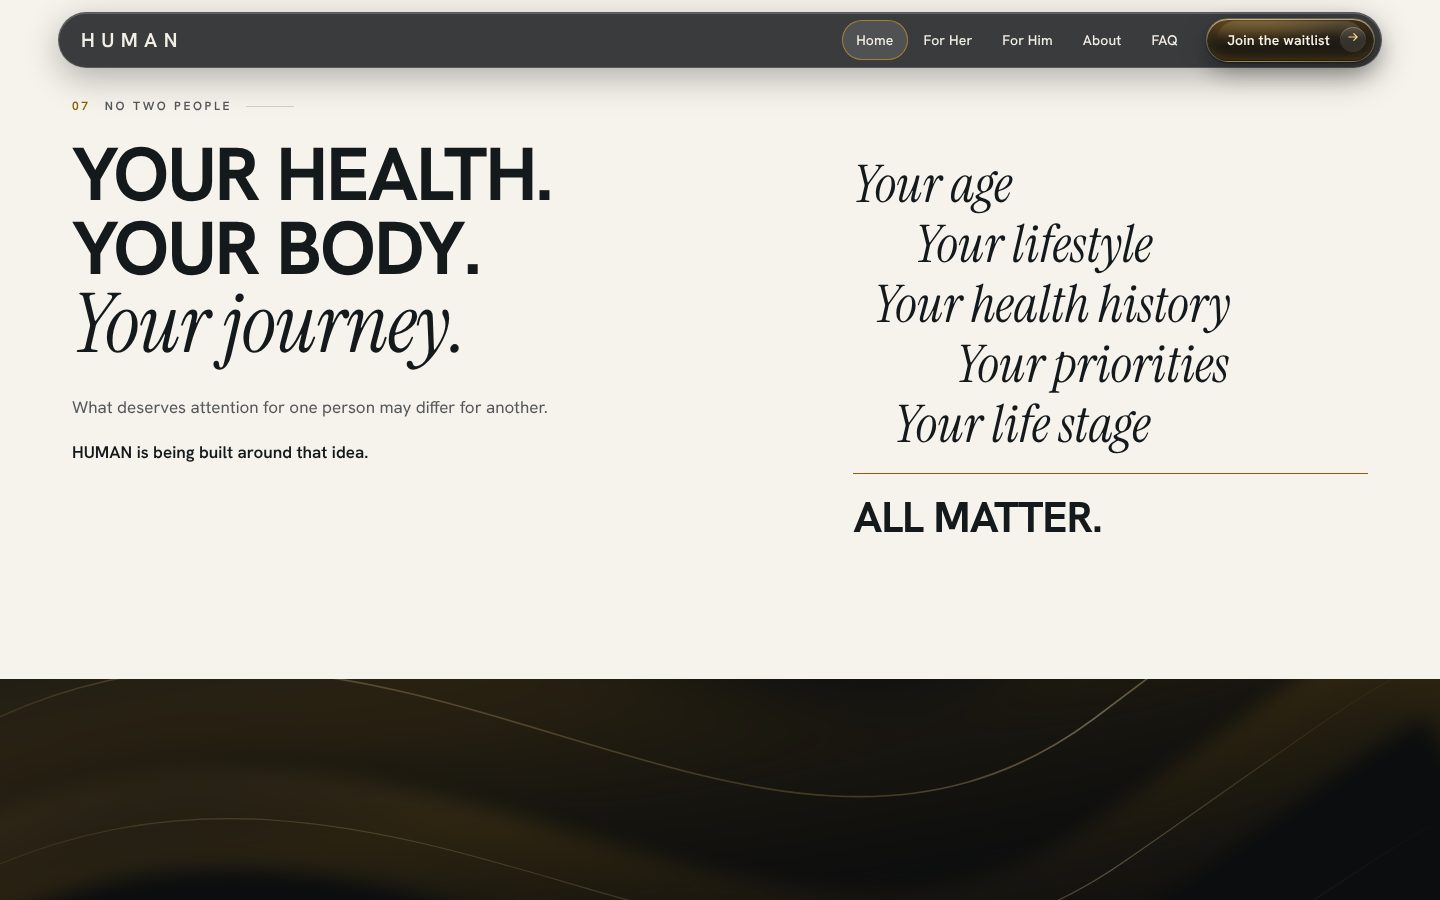 HUMAN
Home
For Her
For Him
About
FAQ
Join the waitlist →
07 NO TWO PEOPLE
YOUR HEALTH.
YOUR BODY.
Your journey.
What deserves attention for one person may differ for another.
HUMAN is being built around that idea.
Your age
Your lifestyle
Your health history
Your priorities
Your life stage
ALL MATTER.